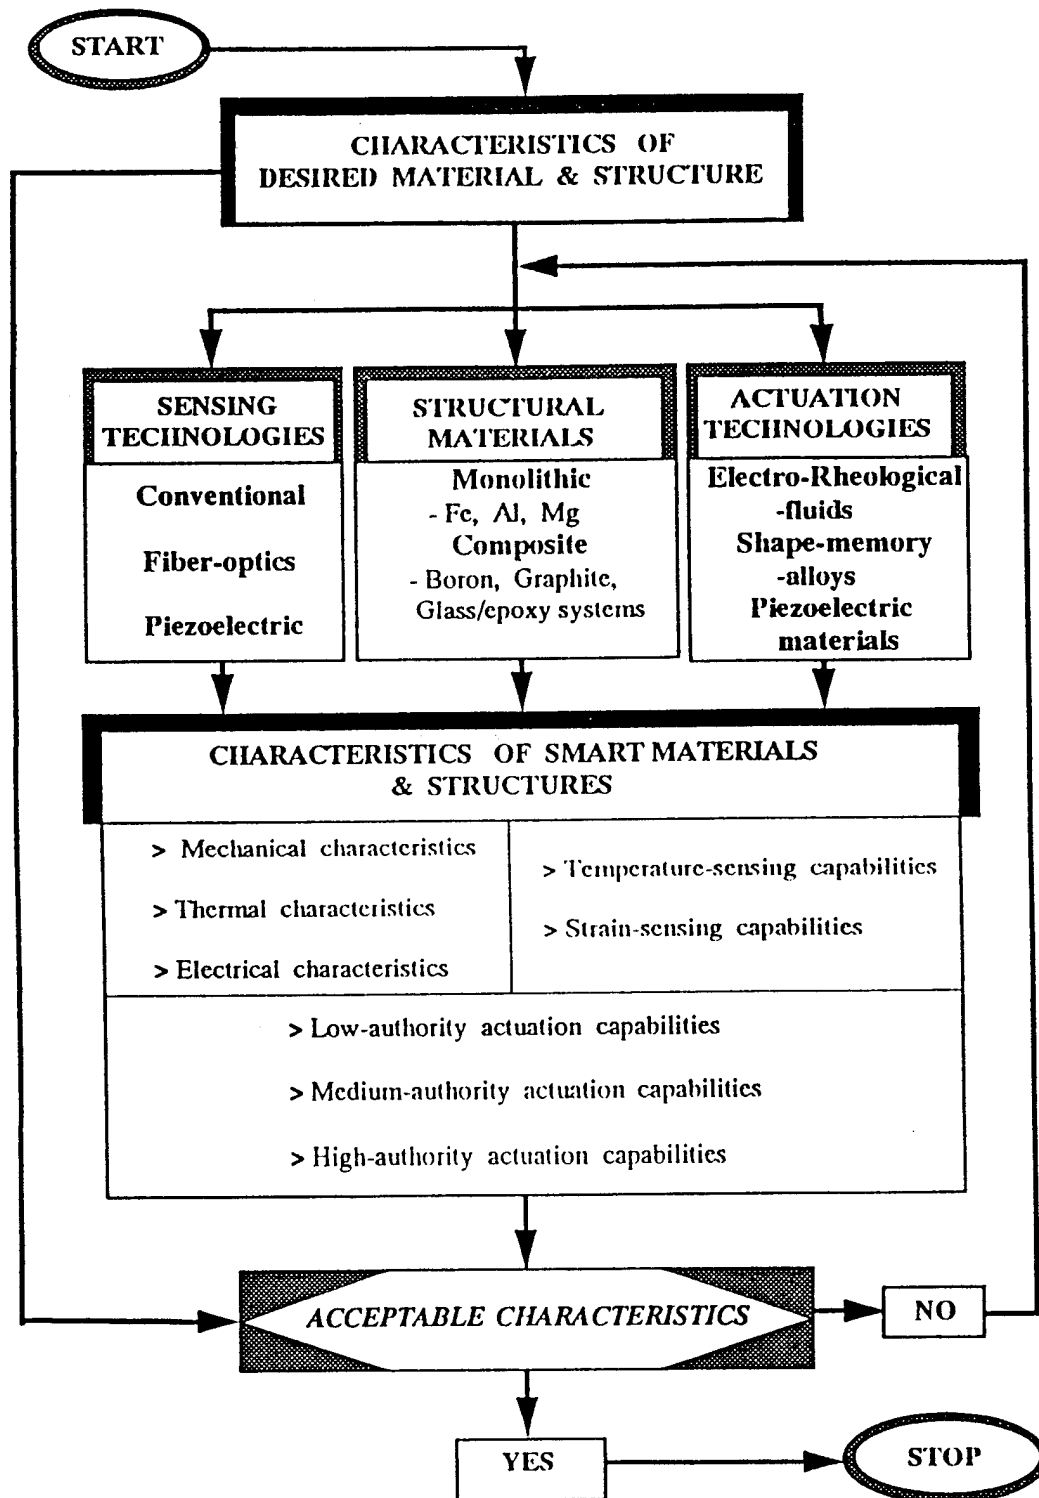 START
CHARACTERISTICS OF
DESIRED MATERIAL & STRUCTURE
SENSING
TECHNOLOGIES
Conventional
Fiber-optics
Piezoelectric
STRUCTURAL
MATERIALS
Monolithic
- Fe, Al, Mg
Composite
- Boron, Graphite,
Glass/epoxy systems
ACTUATION
TECHNOLOGIES
Electro-Rheological
-fluids
Shape-memory
-alloys
Piezoelectric
materials
CHARACTERISTICS OF SMART MATERIALS
& STRUCTURES
> Mechanical characteristics
> Thermal characteristics
> Electrical characteristics
> Temperature-sensing capabilities
> Strain-sensing capabilities
> Low-authority actuation capabilities
> Medium-authority actuation capabilities
> High-authority actuation capabilities
ACCEPTABLE CHARACTERISTICS
NO
YES
STOP